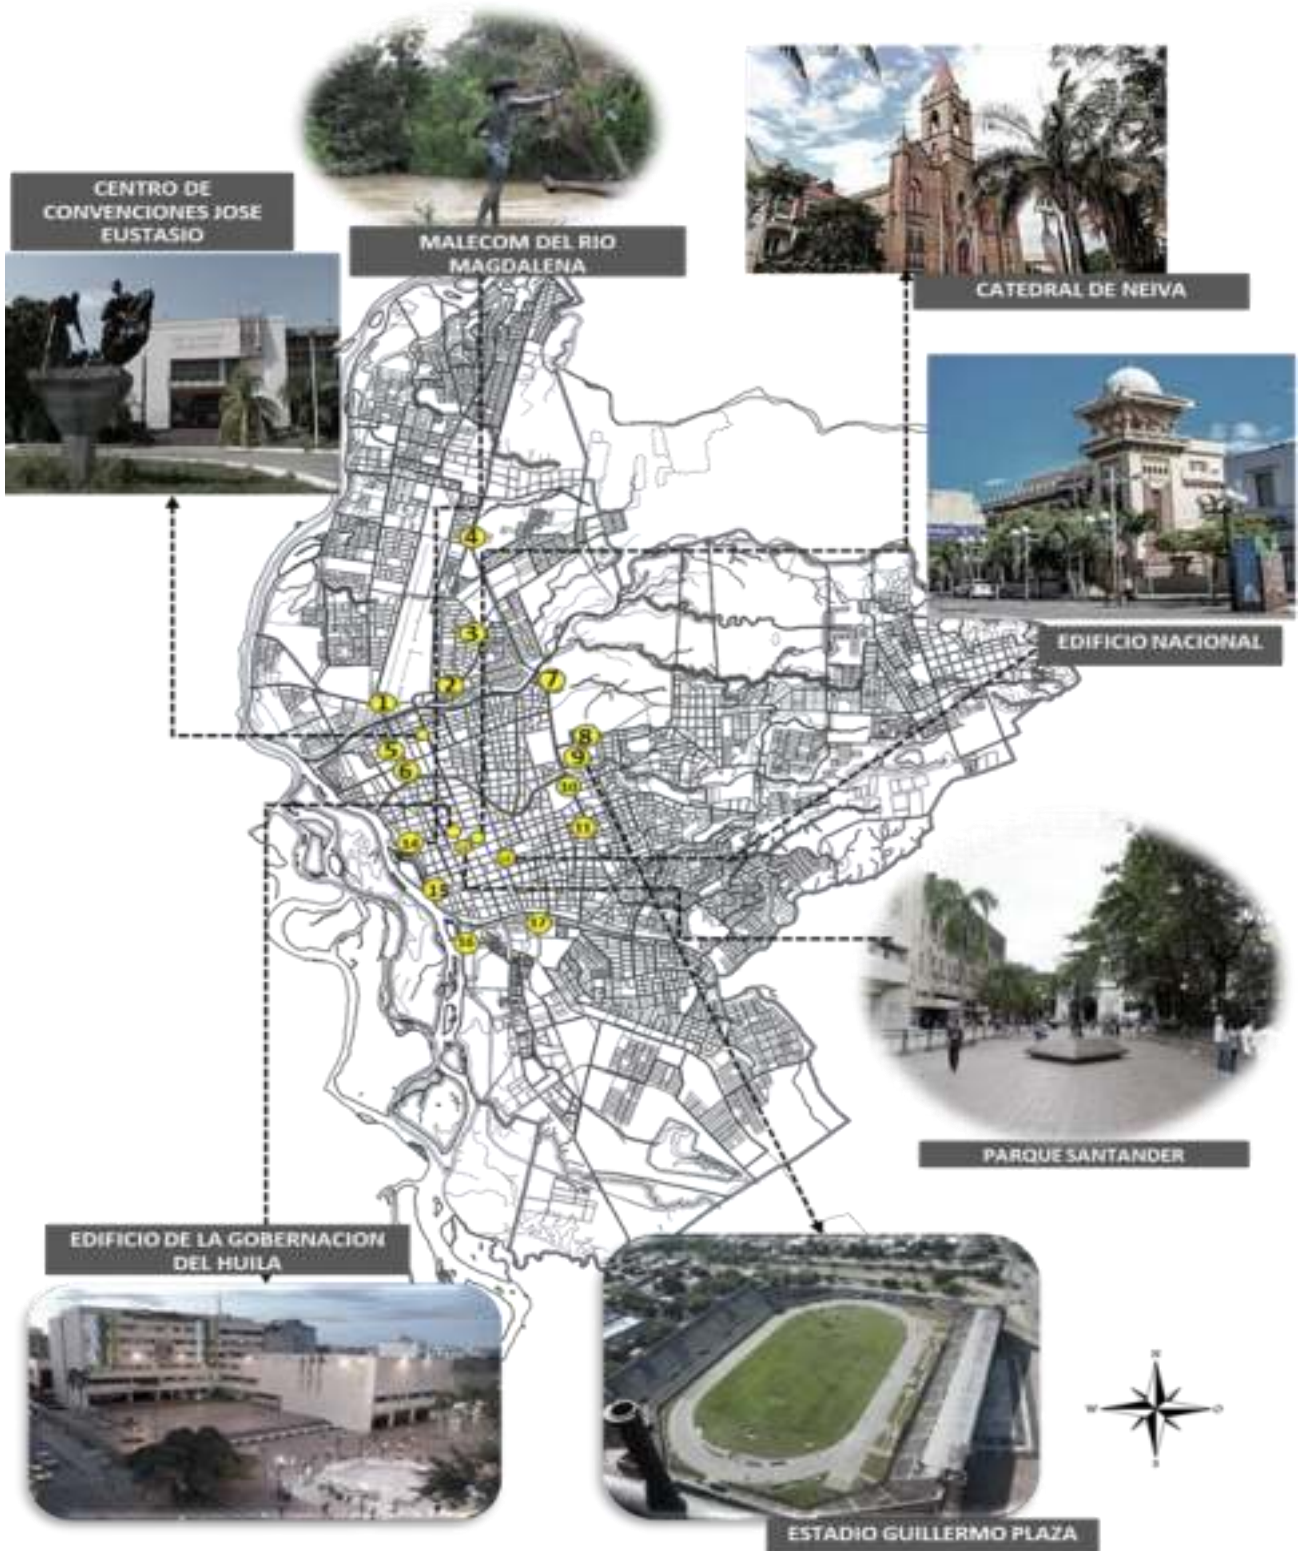 CENTRO DE
CONVENCIONES JOSE
EUSTASIO
MALECOM DEL RIO
MAGDALENA
CATEDRAL DE NEIVA
EDIFICIO NACIONAL
4
3
2
7
1
8
5
9
6
10
11
14
15
17
16
PARQUE SANTANDER
EDIFICIO DE LA GOBERNACION
DEL HUILA
N
W
O
S
ESTADIO GUILLERMO PLAZA